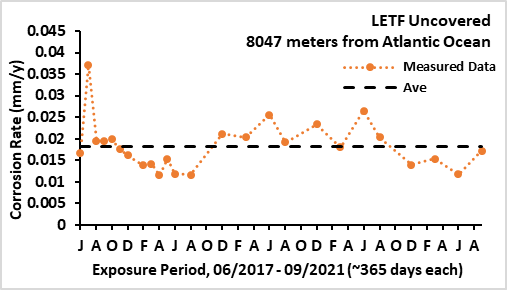 LETF Uncovered
8047 meters from Atlantic Ocean
Measured Data
Ave
Corrosion Rate (mm/y)
0.045
0.04
0.035
0.03
0.025
0.02
0.015
0.01
0.005
0
J A O D F A J A O D F A J A O D F A J A O D F A J A
Exposure Period, 06/2017 - 09/2021 (~365 days each)